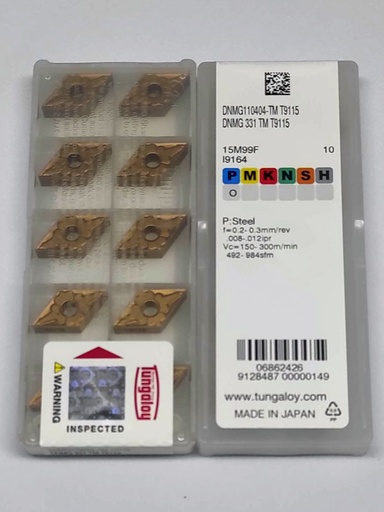 DNMG110404-TM T9115
DNMG 331 TM T9115
15M99F 10
I9164
P M K N S H
O
P:Steel
f=0.2- 0.3mm/rev
.008-.012ipr
Vc=150- 300m/min
492- 984sfm
06862426
9128487 00000149
www.tungaloy.com
MADE IN JAPAN
PP
WARNING
Tungaloy
INSPECTED